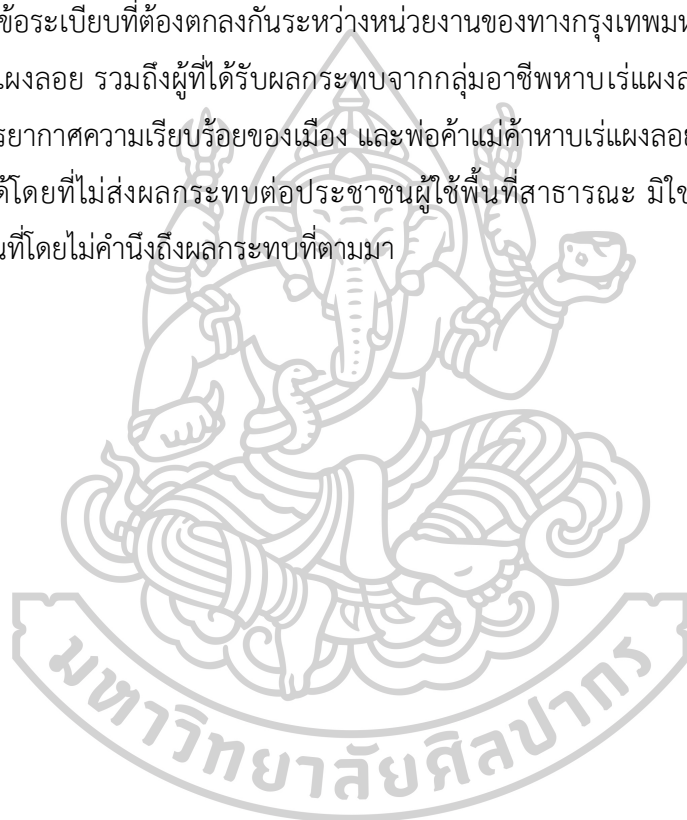 ข้อระเบียบที่ต้องตกลงกันระหว่างหน่วยงานของทางกรุงเทพมห
แผงลอย รวมถึงผู้ที่ได้รับผลกระทบจากกลุ่มอาชีพหาบเร่แผง
รยากาศความเรียบร้อยของเมือง และพ่อค้าแม่ค้าหาบเร่แผงลอย
ด้โดยที่ไม่ส่งผลกระทบต่อประชาชนผู้ใช้พื้นที่สาธารณะ มิใช
นที่โดยไม่คำนึงถึงผลกระทบที่ตามมา
มหาวิทยาลัยศิลปากร